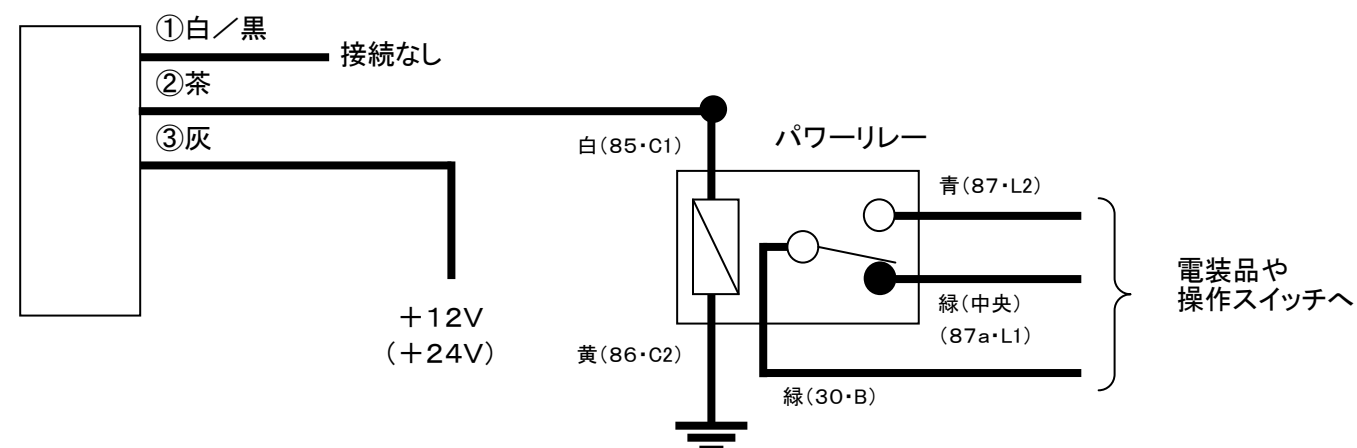 ①白／黒
接続なし
②茶
③灰
＋12V
（＋24V）
白（85・C1）
パワーリレー
青（87・L2）
緑（中央）
（87a・L1）
黄（86・C2）
緑（30・B）
電装品や
操作スイッチへ